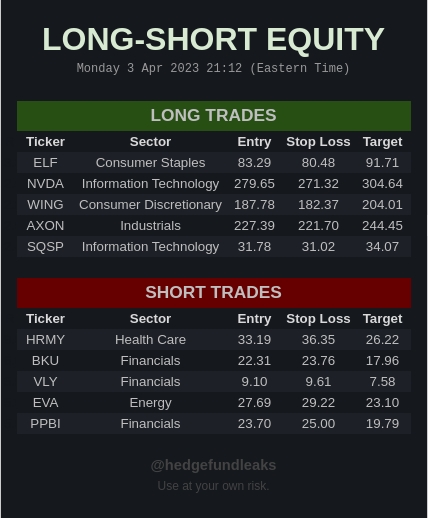 LONG-SHORT EQUITY
Monday 3 Apr 2023 21:12 (Eastern Time)
LONG TRADES
Ticker Sector Entry Stop Loss Target
ELF Consumer Staples 83.29 80.48 91.71
NVDA Information Technology 279.65 271.32 304.64
WING Consumer Discretionary 187.78 182.37 204.01
AXON Industrials 227.39 221.70 244.45
SQSP Information Technology 31.78 31.02 34.07
SHORT TRADES
Ticker Sector Entry Stop Loss Target
HRMY Health Care 33.19 36.35 26.22
BKU Financials 22.31 23.76 17.96
VLY Financials 9.10 9.61 7.58
EVA Energy 27.69 29.22 23.10
PPBI Financials 23.70 25.00 19.79
@hedgefundleaks
Use at your own risk.